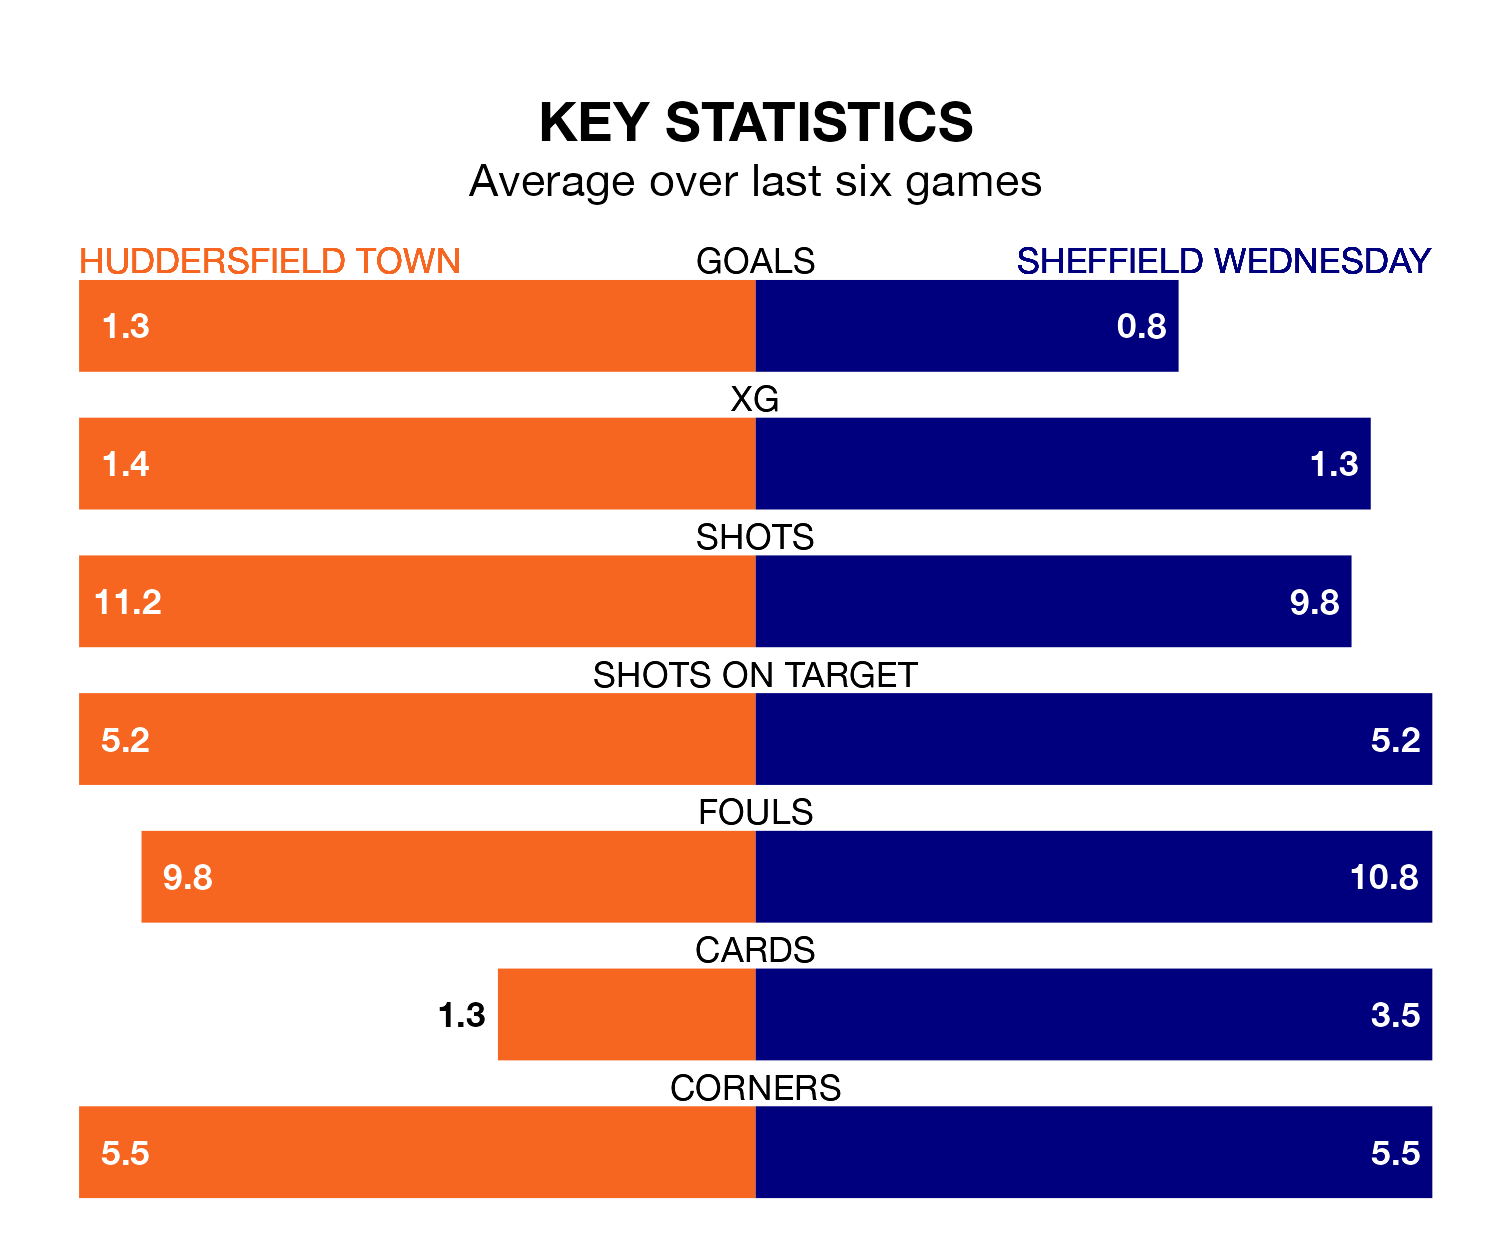 KEY STATISTICS
Average over last six games
HUDDERSFIELD TOWN GOALS SHEFFIELD WEDNESDAY
1.3 0.8
XG
1.4 1.3
SHOTS
11.2 9.8
SHOTS ON TARGET
5.2 5.2
FOULS
9.8 10.8
CARDS
1.3 3.5
CORNERS
5.5 5.5